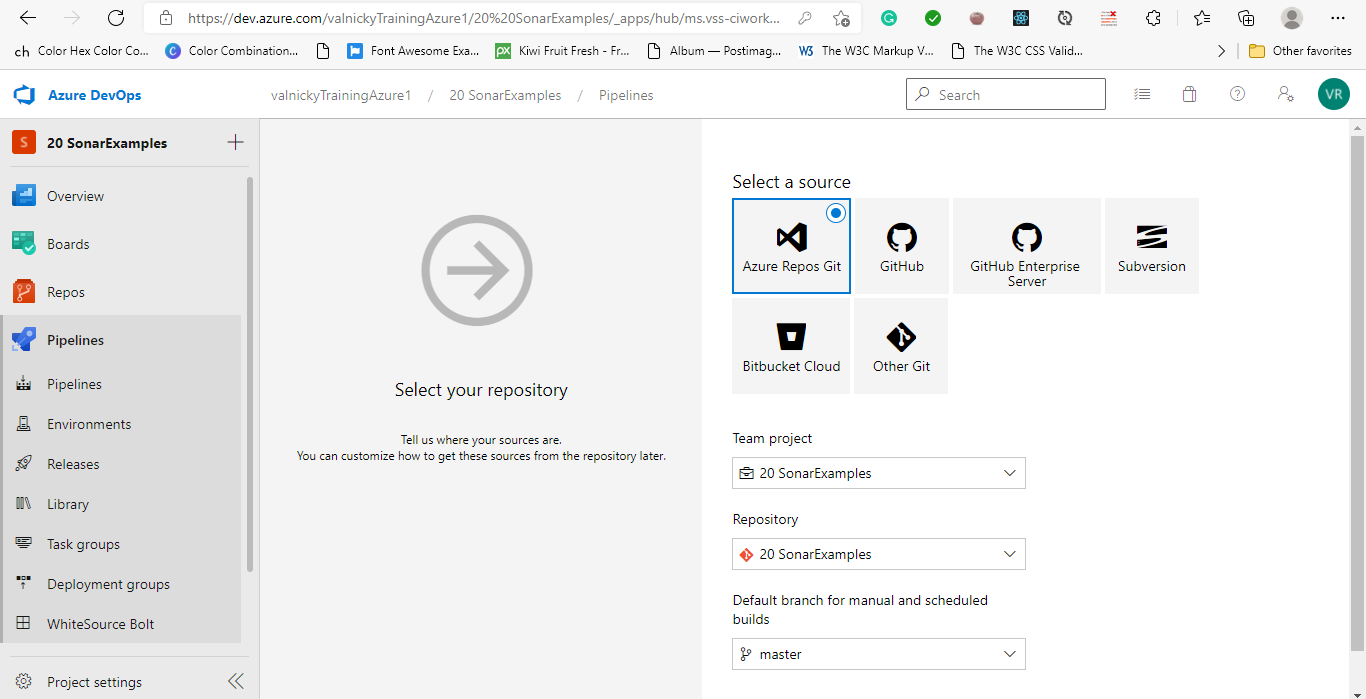 https://dev.azure.com/valnickyTrainingAzure1/20%20SonarExamples/_apps/hub/ms.vss-ciwork...
ch Color Hex Color Co...
C Color Combination...
Font Awesome Exa...
px Kiwi Fruit Fresh - Fr...
Album — Postimag...
W3 The W3C Markup V...
The W3C CSS Valid...
Other favorites
Azure DevOps
valnickyTrainingAzure1 / 20 SonarExamples / Pipelines
Search
VR
S 20 SonarExamples
Overview
Boards
Repos
Pipelines
Pipelines
Environments
Releases
Library
Task groups
Deployment groups
WhiteSource Bolt
Project settings
Select your repository
Tell us where your sources are.
You can customize how to get these sources from the repository later.
Select a source
Azure Repos Git
GitHub
GitHub Enterprise
Server
Subversion
Bitbucket Cloud
Other Git
Team project
20 SonarExamples
Repository
20 SonarExamples
Default branch for manual and scheduled
builds
master